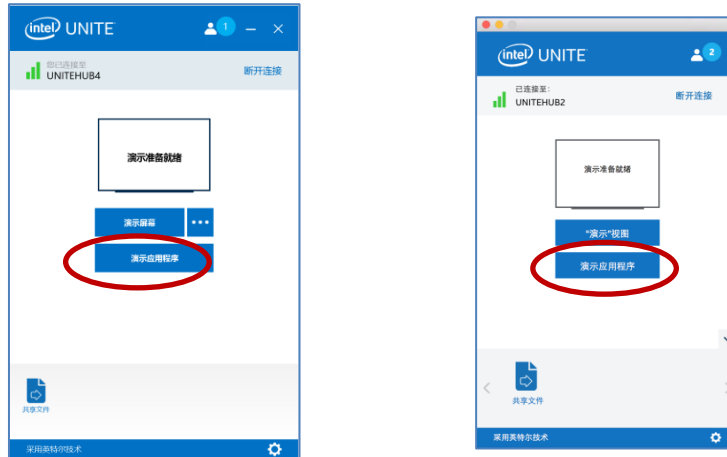 intel UNITE
1
您已连接至
UNITEHUB4
断开连接
演示准备就绪
演示屏幕
演示应用程序
共享文件
采用英特尔技术
intel UNITE
2
已连接至:
UNITEHUB2
断开连接
演示准备就绪
"演示"视图
演示应用程序
共享文件
采用英特尔技术